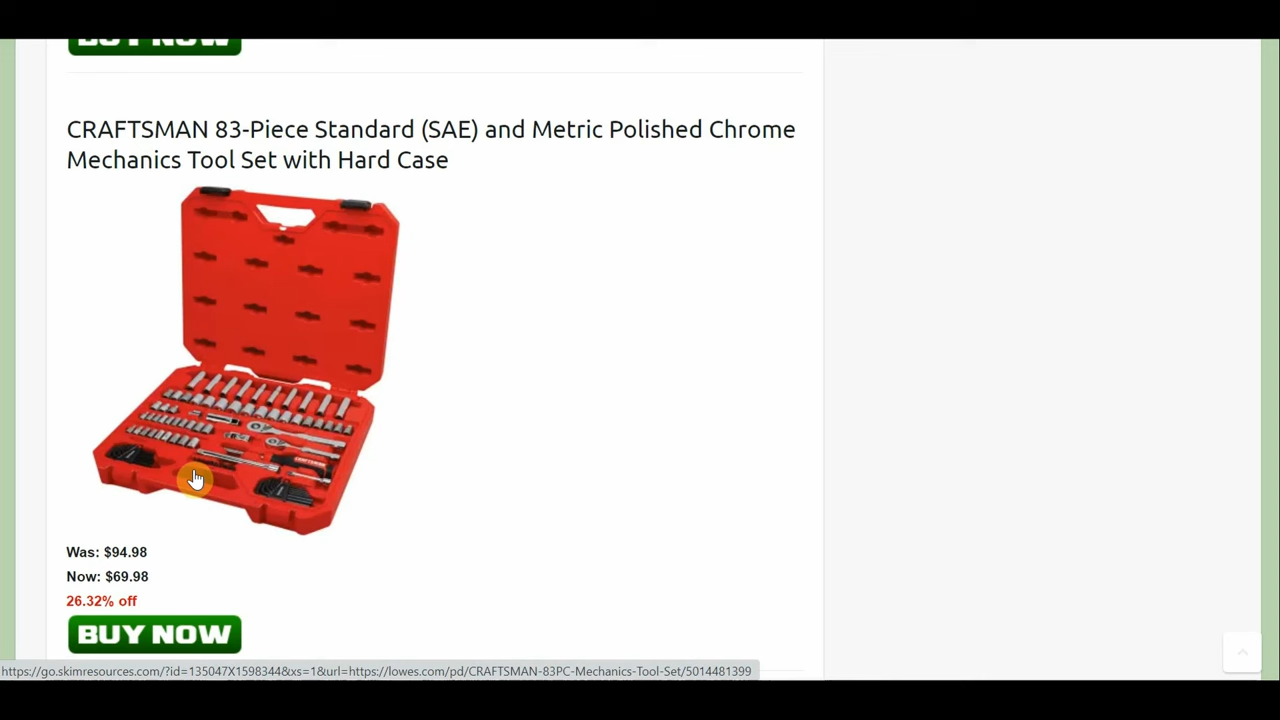 BUY NOW
CRAFTSMAN 83-Piece Standard (SAE) and Metric Polished Chrome
Mechanics Tool Set with Hard Case
Was: $94.98
Now: $69.98
26.32% off
BUY NOW
https://go.skimresources.com/?id=135047X1598344&xs=1&url=https://lowes.com/pd/CRAFTSMAN-83PC-Mechanics-Tool-Set/5014481399